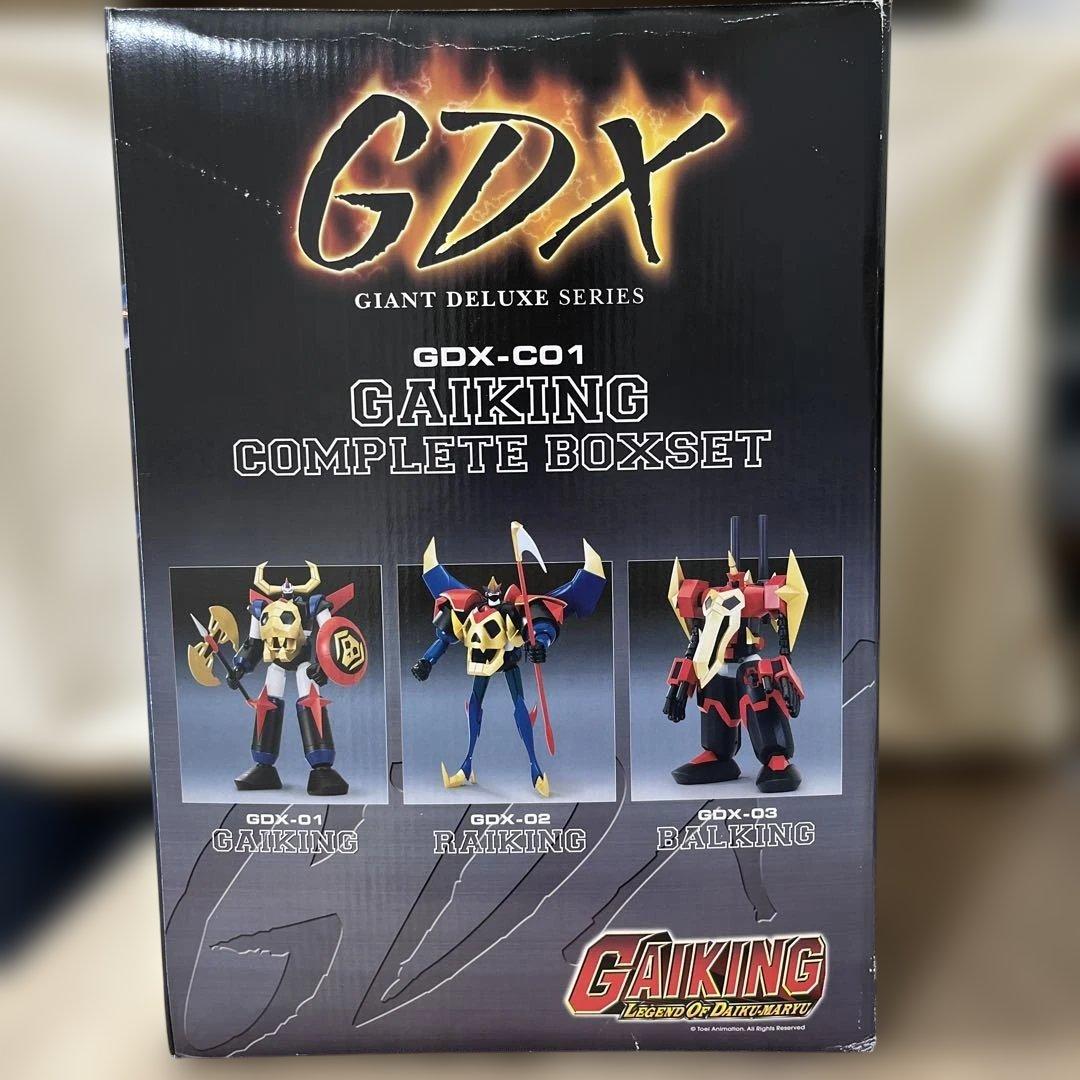 GDX
GIANT DELUXE SERIES
GDX-C01
GAIKING
COMPLETE BOXSET
GDX-01
GAIKING
GDX-02
RAIKING
GDX-03
BALKING
GDX
GAIKING
LEGEND OF DAIKU-MARYU
© Toei Animation. All Rights Reserved